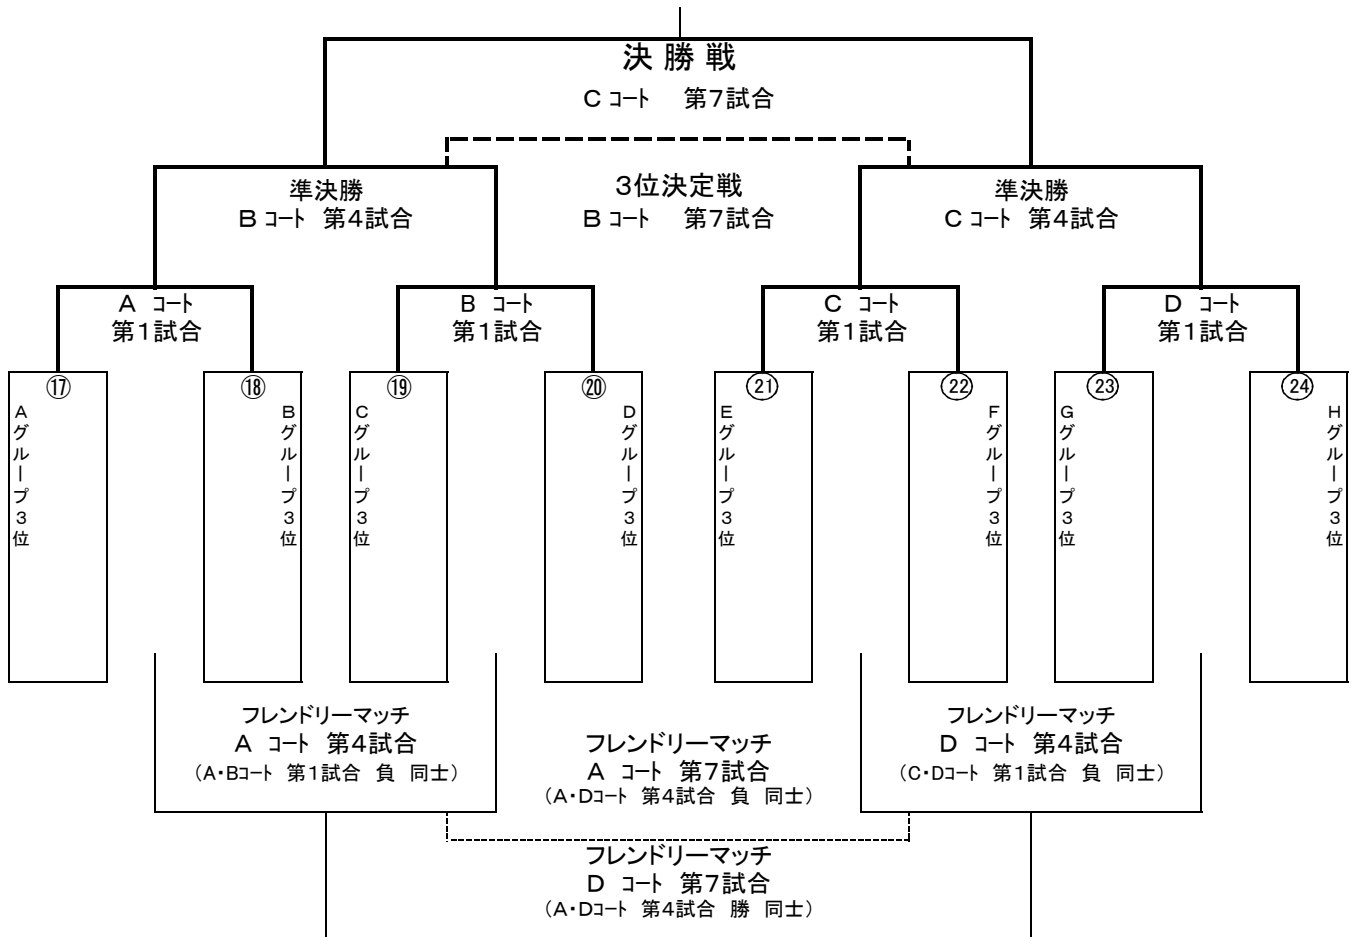 決 勝 戦
C コート　第7試合
3位決定戦
B コート　第7試合
準決勝
B コート　第4試合
準決勝
C コート　第4試合
A コート
第1試合
B コート
第1試合
C コート
第1試合
D コート
第1試合
⑰
Aグループ3位
⑱
Bグループ3位
⑲
Cグループ3位
⑳
Dグループ3位
㉑
Eグループ3位
㉒
Fグループ3位
㉓
Gグループ3位
㉔
Hグループ3位
フレンドリーマッチ
A コート　第4試合
（A・Bコート　第1試合　負　同士）
フレンドリーマッチ
A コート　第7試合
（A・Dコート　第4試合　負　同士）
フレンドリーマッチ
D コート　第4試合
（C・Dコート　第1試合　負　同士）
フレンドリーマッチ
D コート　第7試合
（A・Dコート　第4試合　勝　同士）